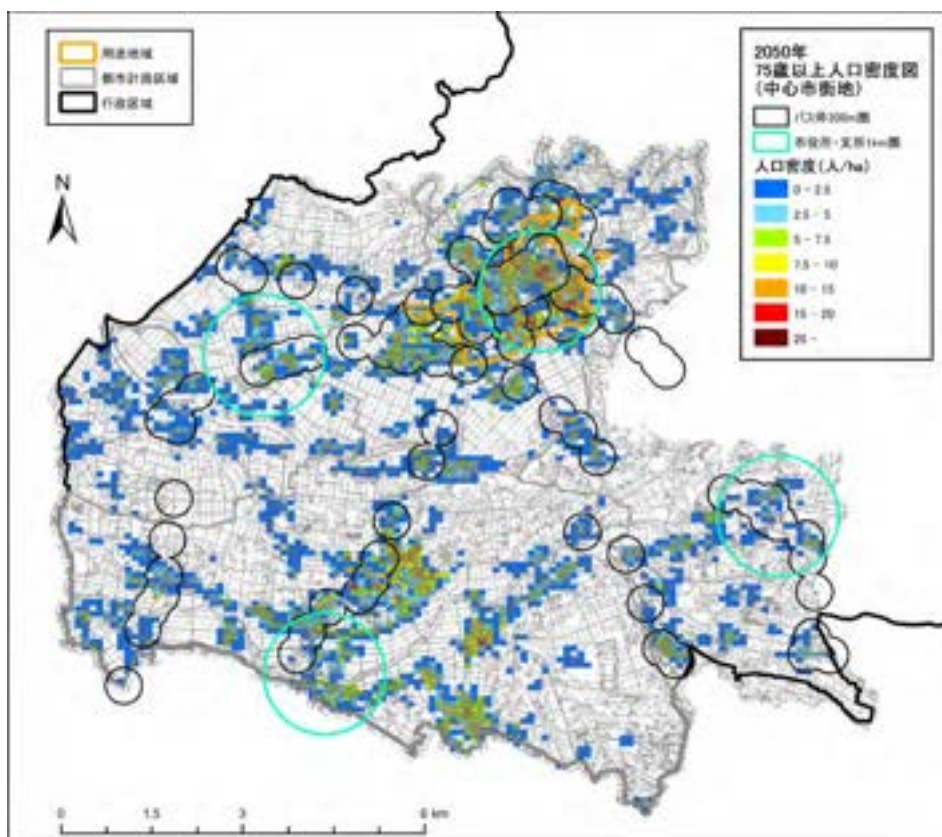 用途地域
都市計画区域
行政区域
2050年
75歳以上人口密度図
(中心市街地)
バス停300m圏
市役所・支所1km圏
人口密度(人/ha)
0 - 2.5
2.5 - 5
5 - 7.5
7.5 - 10
10 - 15
15 - 20
20 -
N
0 1.5 3 6 km